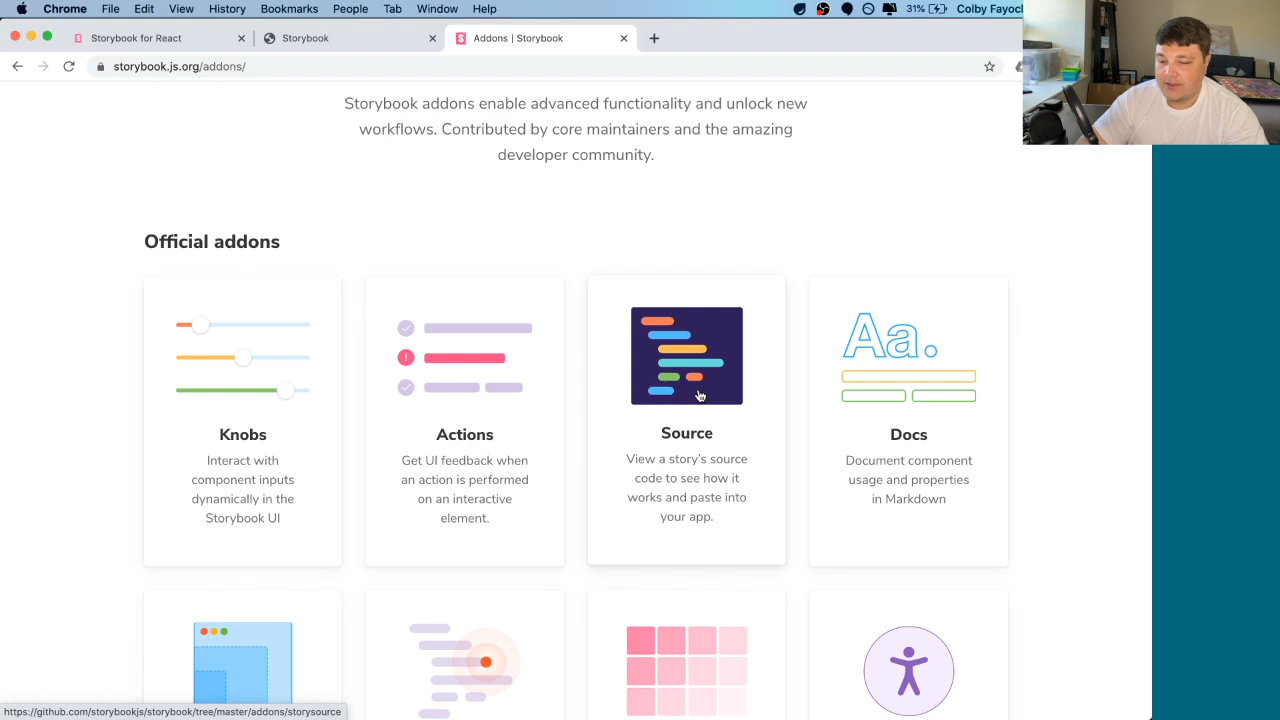 Chrome File Edit View History Bookmarks People Tab Window Help 31% Colby Fayoc
Storybook for React Storybook Addons | Storybook
storybook.js.org/addons/
Storybook addons enable advanced functionality and unlock new
workflows. Contributed by core maintainers and the amazing
developer community.
Official addons
Knobs
Interact with
component inputs
dynamically in the
Storybook UI
Actions
Get UI feedback when
an action is performed
on an interactive
element.
Source
View a story's source
code to see how it
works and paste into
your app.
Aa.
Docs
Document component
usage and properties
in Markdown
https://github.com/storybookjs/storybook/tree/master/addons/storysource